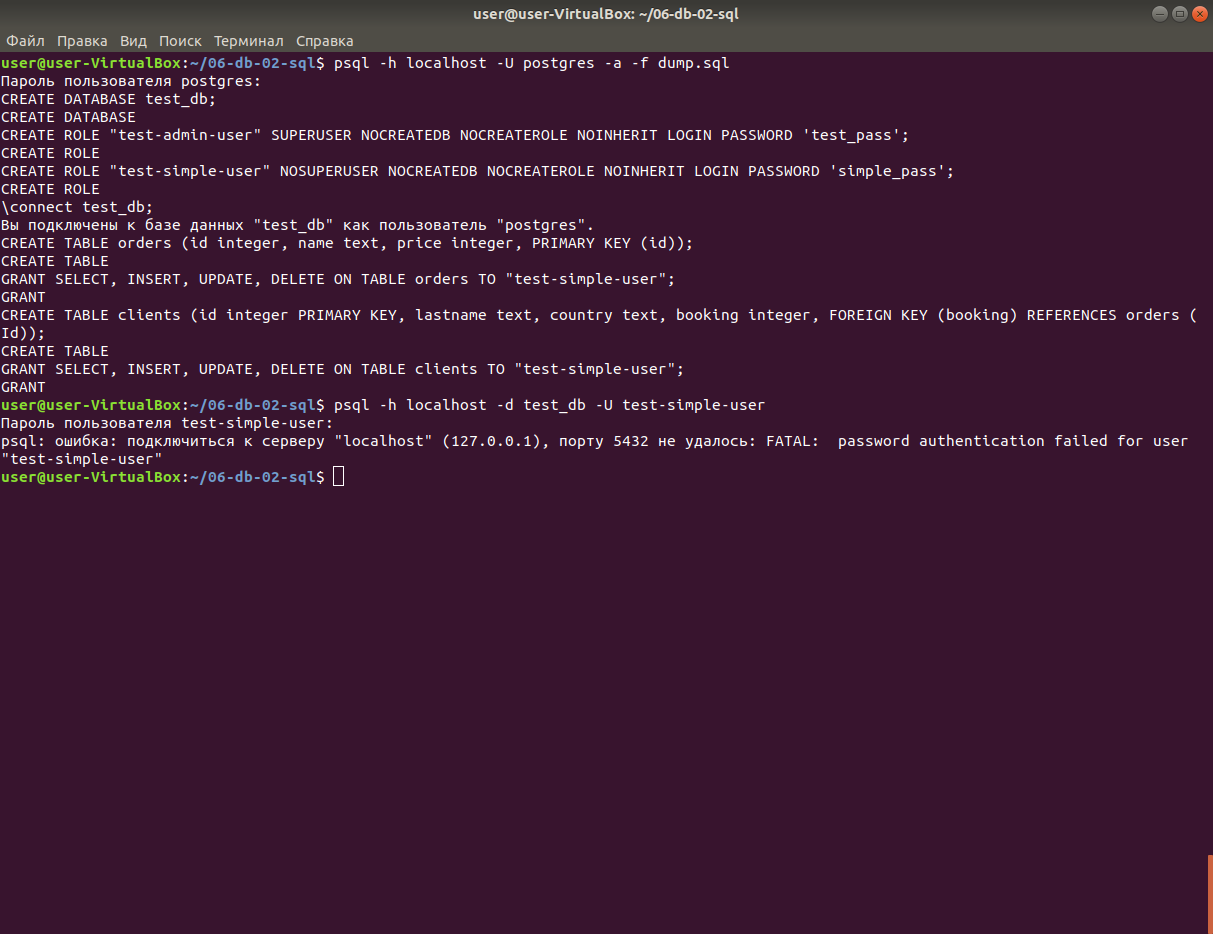 user@user-VirtualBox: ~/06-db-02-sql
Файл Правка Вид Поиск Терминал Справка
user@user-VirtualBox:~/06-db-02-sql$ psql -h localhost -U postgres -a -f dump.sql
Пароль пользователя postgres:
CREATE DATABASE test_db;
CREATE DATABASE
CREATE ROLE "test-admin-user" SUPERUSER NOCREATEDB NOCREATEROLE NOINHERIT LOGIN PASSWORD 'test_pass';
CREATE ROLE
CREATE ROLE "test-simple-user" NOSUPERUSER NOCREATEDB NOCREATEROLE NOINHERIT LOGIN PASSWORD 'simple_pass';
CREATE ROLE
\connect test_db;
Вы подключены к базе данных "test_db" как пользователь "postgres".
CREATE TABLE orders (id integer, name text, price integer, PRIMARY KEY (id));
CREATE TABLE
GRANT SELECT, INSERT, UPDATE, DELETE ON TABLE orders TO "test-simple-user";
GRANT
CREATE TABLE clients (id integer PRIMARY KEY, lastname text, country text, booking integer, FOREIGN KEY (booking) REFERENCES orders (
Id));
CREATE TABLE
GRANT SELECT, INSERT, UPDATE, DELETE ON TABLE clients TO "test-simple-user";
GRANT
user@user-VirtualBox:~/06-db-02-sql$ psql -h localhost -d test_db -U test-simple-user
Пароль пользователя test-simple-user:
psql: ошибка: подключиться к серверу "localhost" (127.0.0.1), порту 5432 не удалось: FATAL:  password authentication failed for user
"test-simple-user"
user@user-VirtualBox:~/06-db-02-sql$